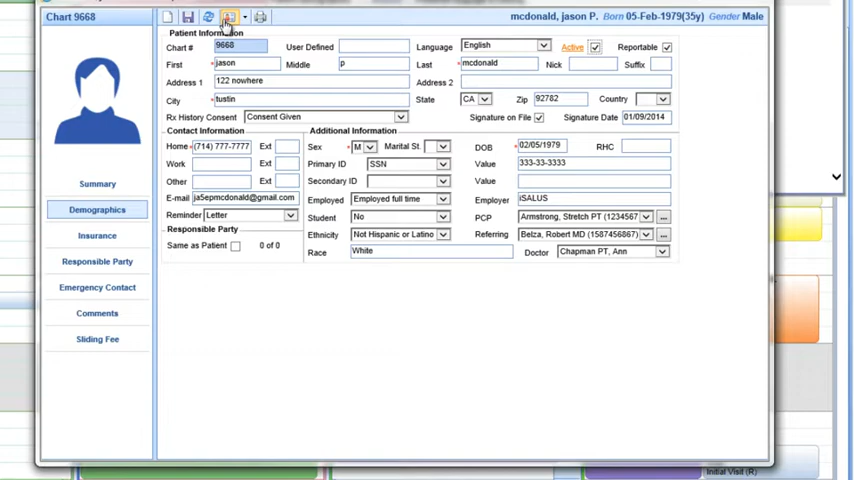 Chart 9668
mcdonald, jason P. Born 05-Feb-1979(35y) Gender Male
Patient Information
Chart # 9668 User Defined Language English Active Reportable
First jason Middle p Last mcdonald Nick Suffix
Address 1 122 nowhere Address 2
City tustin State CA Zip 92782 Country
Rx History Consent Consent Given Signature on File Signature Date 01/09/2014
Contact Information Additional Information
Home (714) 777-7777 Ext Sex M Marital St. DOB 02/05/1979 RHC
Work Ext Primary ID SSN Value 333-33-3333
Other Ext Secondary ID Value
E-mail ja5epmcdonald@gmail.com Employed Employed full time Employer iSALUS
Reminder Letter Student No PCP Armstrong, Stretch PT (1234567 ...
Responsible Party Ethnicity Not Hispanic or Latino Referring Belza, Robert MD (1587456867) ...
Same as Patient 0 of 0 Race White Doctor Chapman PT, Ann
Summary
Demographics
Insurance
Responsible Party
Emergency Contact
Comments
Sliding Fee
Initial Visit (R)